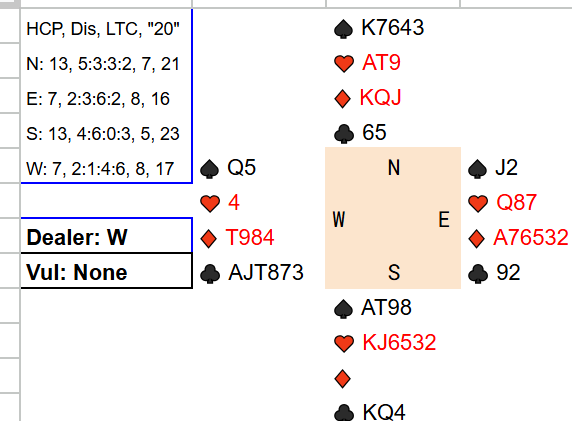 HCP, Dis, LTC, "20"
N: 13, 5:3:3:2, 7, 21
E: 7, 2:3:6:2, 8, 16
S: 13, 4:6:0:3, 5, 23
W: 7, 2:1:4:6, 8, 17
Dealer: W
Vul: None
♠ K7643
♥ AT9
♦ KQJ
♣ 65
♠ Q5
♥ 4
♦ T984
♣ AJT873
N
W E
S
♠ J2
♥ Q87
♦ A76532
♣ 92
♠ AT98
♥ KJ6532
♦
♣ KQ4